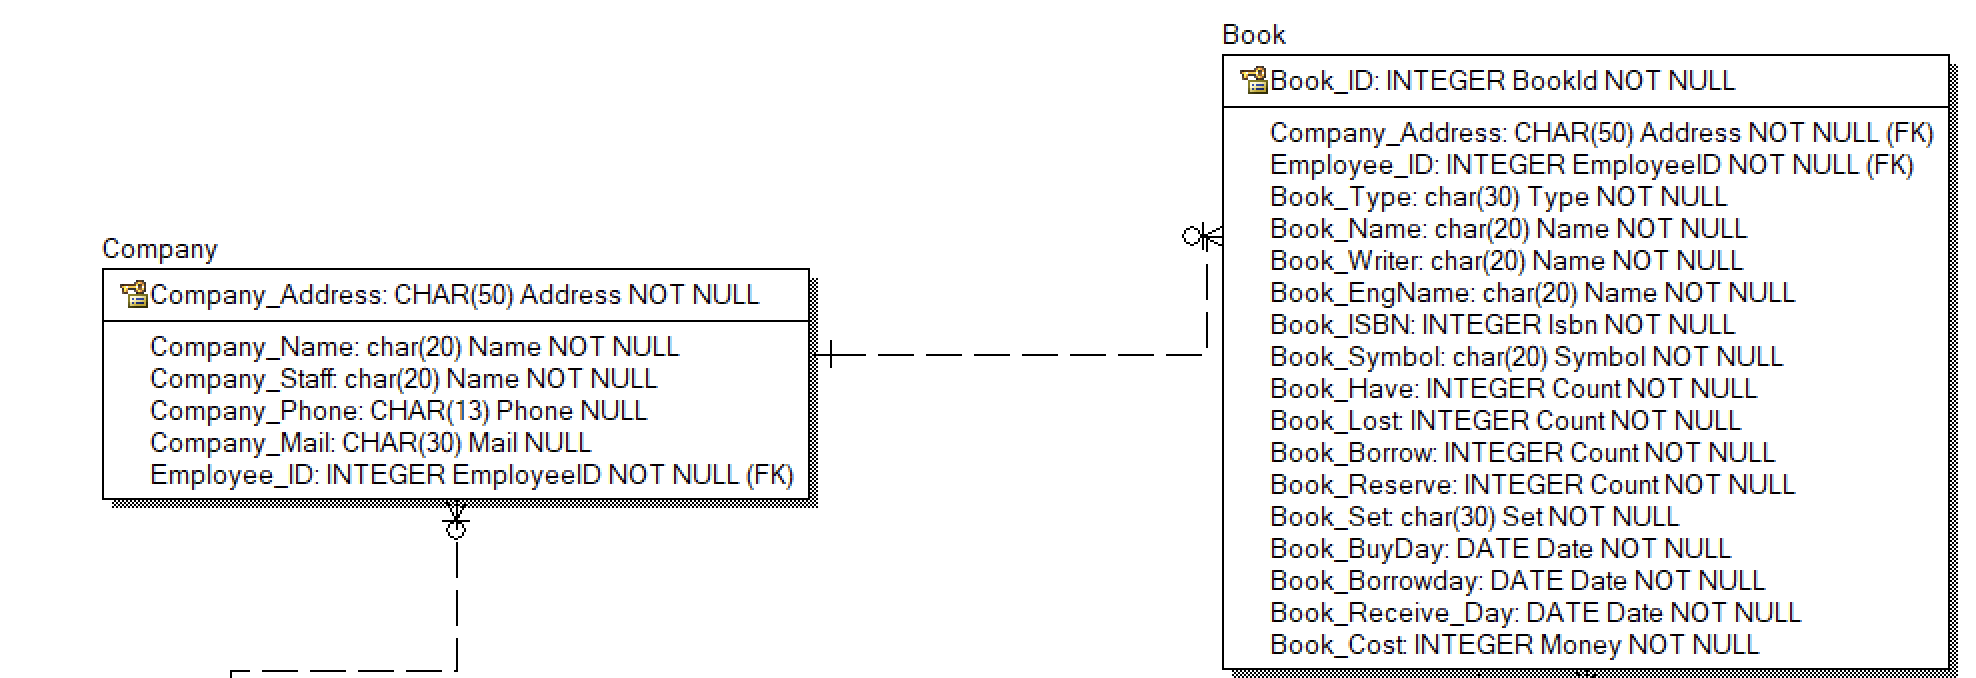 Book
Book_ID: INTEGER BookId NOT NULL
Company_Address: CHAR(50) Address NOT NULL (FK)
Employee_ID: INTEGER EmployeeID NOT NULL (FK)
Book_Type: char(30) Type NOT NULL
Book_Name: char(20) Name NOT NULL
Book_Writer: char(20) Name NOT NULL
Book_EngName: char(20) Name NOT NULL
Book_ISBN: INTEGER Isbn NOT NULL
Book_Symbol: char(20) Symbol NOT NULL
Book_Have: INTEGER Count NOT NULL
Book_Lost: INTEGER Count NOT NULL
Book_Borrow: INTEGER Count NOT NULL
Book_Reserve: INTEGER Count NOT NULL
Book_Set: char(30) Set NOT NULL
Book_BuyDay: DATE Date NOT NULL
Book_Borrowday: DATE Date NOT NULL
Book_Receive_Day: DATE Date NOT NULL
Book_Cost: INTEGER Money NOT NULL
Company
Company_Address: CHAR(50) Address NOT NULL
Company_Name: char(20) Name NOT NULL
Company_Staff: char(20) Name NOT NULL
Company_Phone: CHAR(13) Phone NULL
Company_Mail: CHAR(30) Mail NULL
Employee_ID: INTEGER EmployeeID NOT NULL (FK)